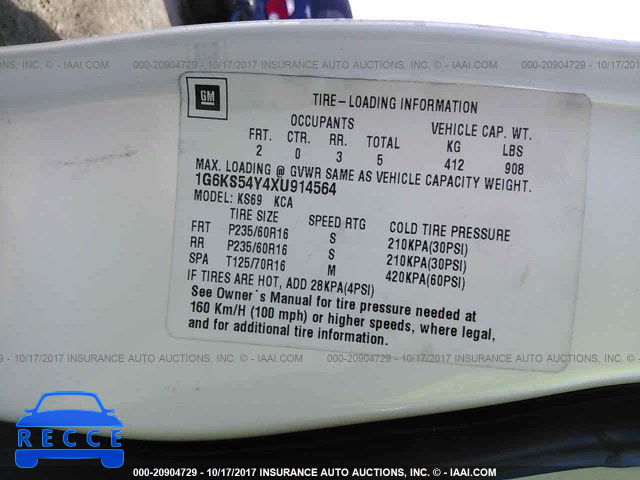 000-20904729 - 10/17/2017 INSURANCE AUTO AUCTIONS, INC. - © IAAI.COM
GM
TIRE-LOADING INFORMATION
OCCUPANTS VEHICLE CAP. WT.
FRT. CTR. RR. TOTAL KG LBS
2 0 3 5 412 908
MAX. LOADING @ GVWR SAME AS VEHICLE CAPACITY WEIGHT.
1G6KS54Y4XU914564
MODEL: KS69 KCA
TIRE SIZE SPEED RTG COLD TIRE PRESSURE
FRT P235/60R16 S 210KPA(30PSI)
RR P235/60R16 S 210KPA(30PSI)
SPA T125/70R16 M 420KPA(60PSI)
IF TIRES ARE HOT, ADD 28KPA(4PSI)
See Owner's Manual for tire pressure needed at
160 Km/H (100 mph) or higher speeds, where legal,
and for additional tire information.
000-20904729 - 10/17/2017 INSURANCE AUTO AUCTIONS, INC. - © IAAI.COM
RECCE
000-20904729 - 10/17/2017 INSURANCE AUTO AUCTIONS, INC. - © IAAI.COM